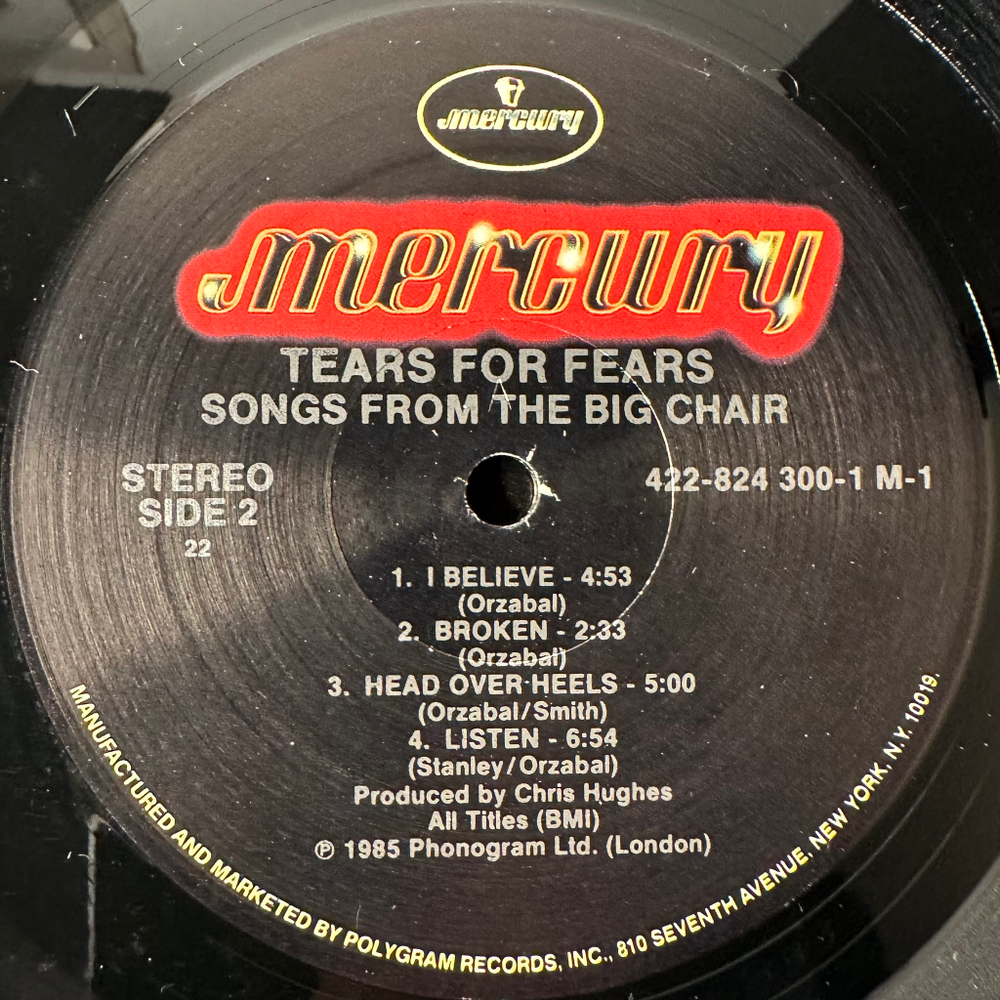 mercury
mercury
TEARS FOR FEARS
SONGS FROM THE BIG CHAIR
STEREO
SIDE 2
22
422-824 300-1 M-1
1. I BELIEVE - 4:53
(Orzabal)
2. BROKEN - 2:33
(Orzabal)
3. HEAD OVER HEELS - 5:00
(Orzabal/Smith)
4. LISTEN - 6:54
(Stanley/Orzabal)
Produced by Chris Hughes
All Titles (BMI)
℗ 1985 Phonogram Ltd. (London)
MANUFACTURED AND MARKETED BY POLYGRAM RECORDS, INC., 810 SEVENTH AVENUE, NEW YORK, N.Y. 10019.